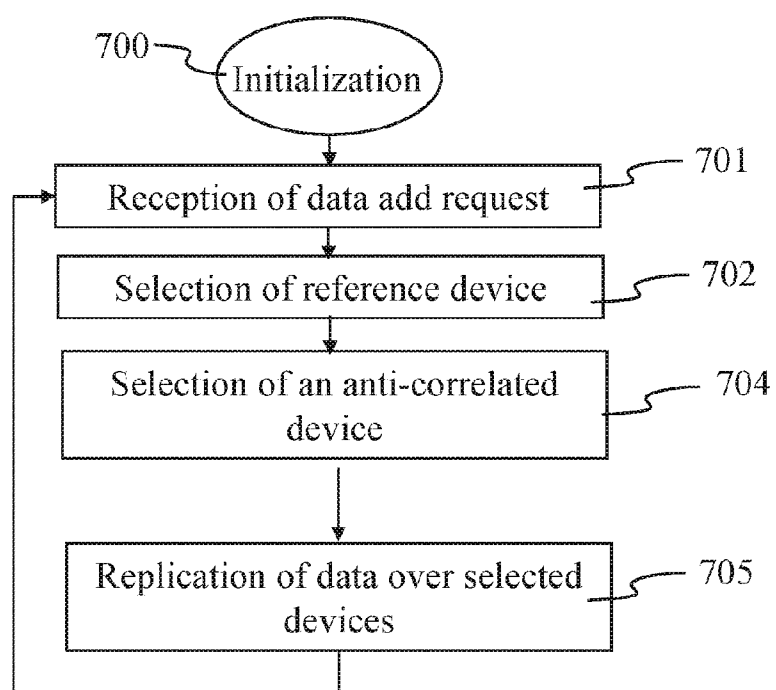 700
Initialization
701
Reception of data add request
702
Selection of reference device
704
Selection of an anti-correlated
device
705
Replication of data over selected
devices